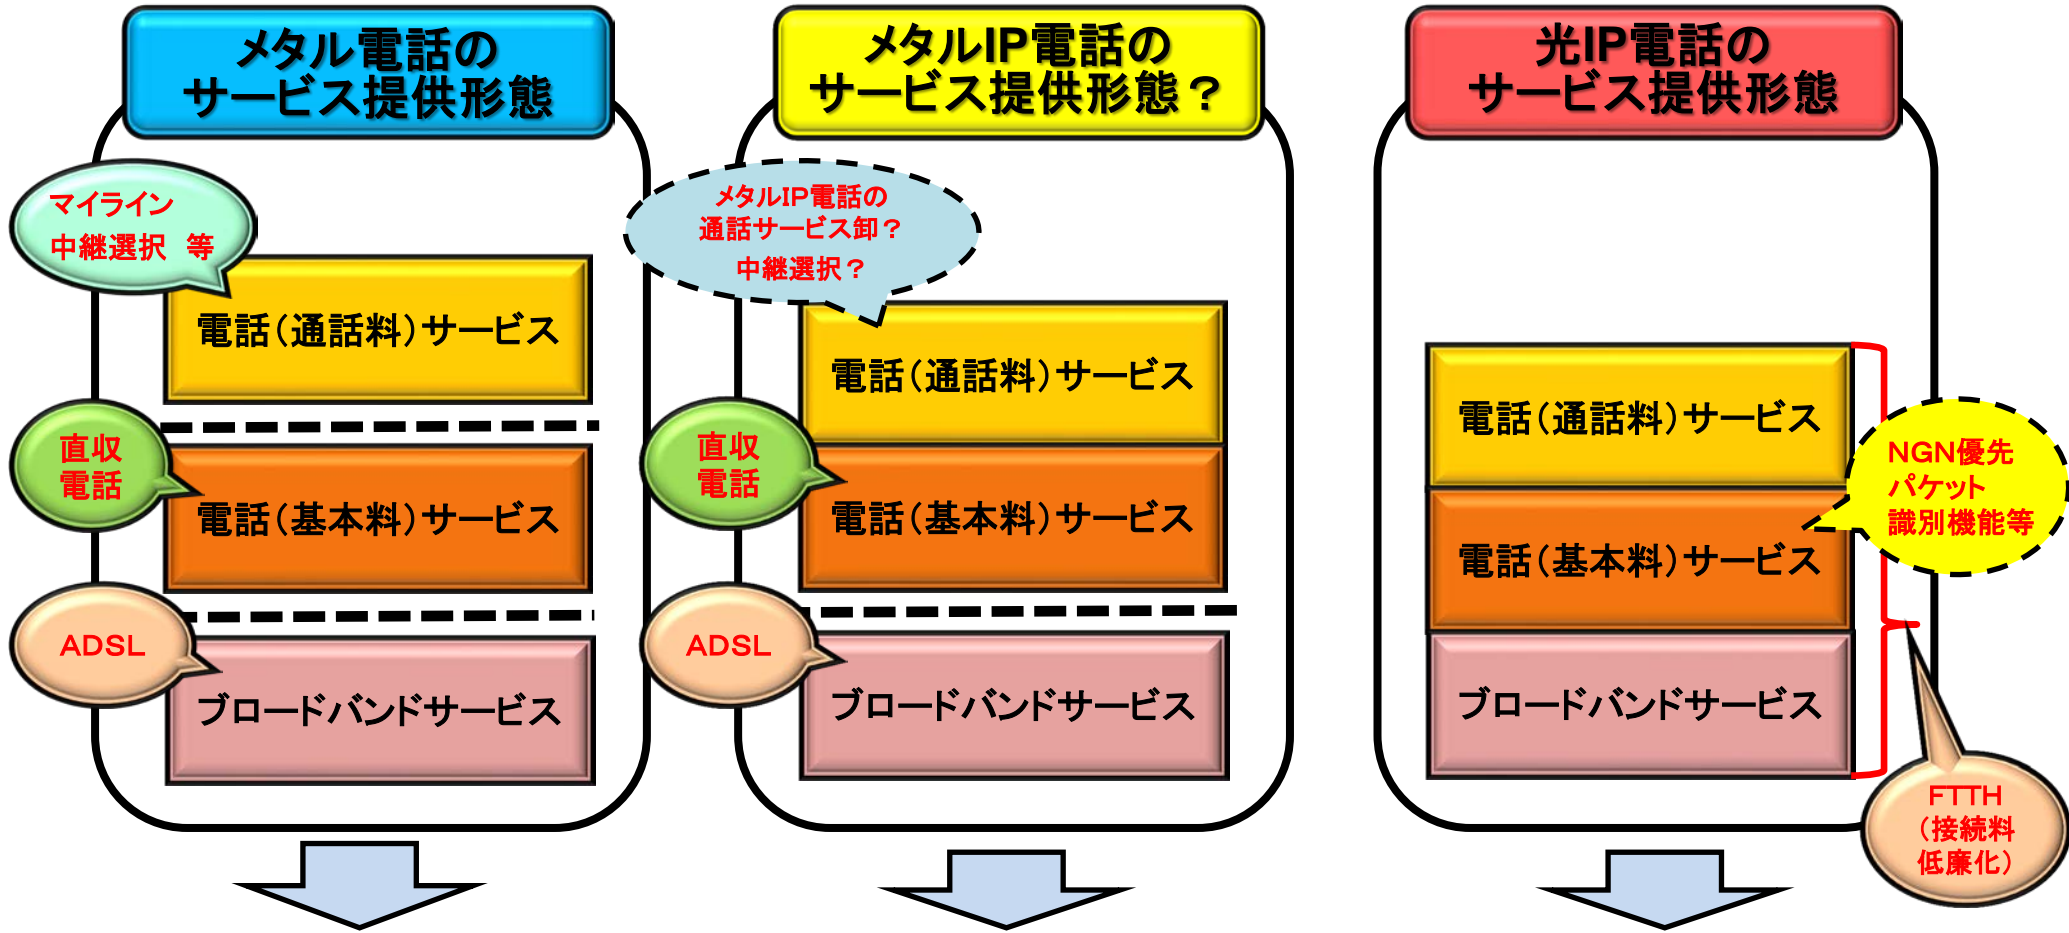 メタル電話の
サービス提供形態
マイライン
中継選択 等
電話(通話料)サービス
直収
電話
電話(基本料)サービス
ADSL
ブロードバンドサービス
メタルIP電話の
サービス提供形態?
メタルIP電話の
通話サービス卸?
中継選択?
電話(通話料)サービス
直収
電話
電話(基本料)サービス
ADSL
ブロードバンドサービス
光IP電話の
サービス提供形態
電話(通話料)サービス
NGN優先
パケット
識別機能等
電話(基本料)サービス
ブロードバンドサービス
FTTH
(接続料
低廉化)